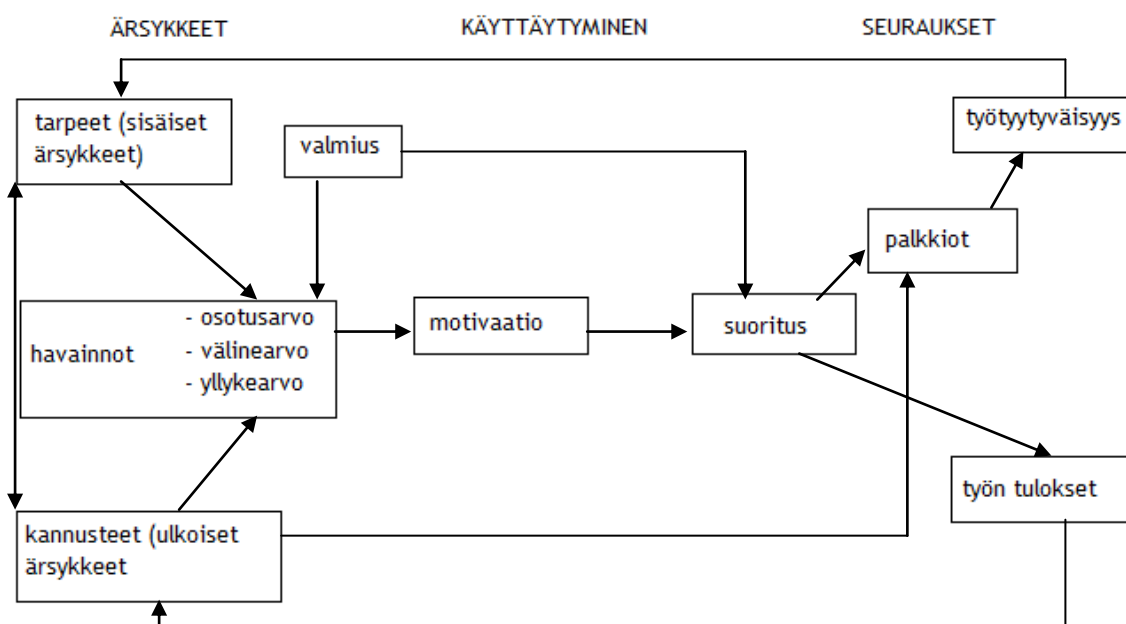 ÄRSYKKEET
KÄYTTÄYTYMINEN
SEURAUKSET
tarpeet (sisäiset
ärsykkeet)
valmius
työtyytyväisyys
palkkiot
havainnot
- osotusarvo
- välinearvo
- yllykearvo
motivaatio
suoritus
työn tulokset
kannusteet (ulkoiset
ärsykkeet